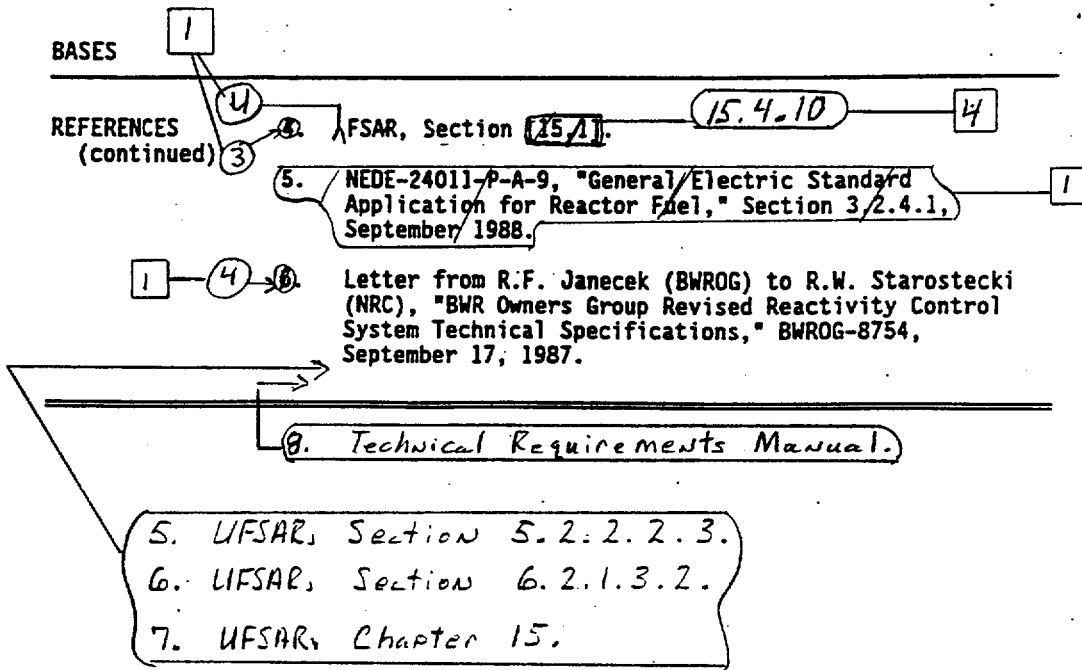 1
BASES
U
15.4.10
4
REFERENCES
(continued)
3
4. FSAR, Section [15.1].
5. NEDE-24011-P-A-9, "General Electric Standard
Application for Reactor Fuel," Section 3.2.4.1,
September 1988.
1
1
4
6. Letter from R.F. Janecek (BWROG) to R.W. Starostecki
(NRC), "BWR Owners Group Revised Reactivity Control
System Technical Specifications," BWROG-8754,
September 17, 1987.
8. Technical Requirements Manual.
5. UFSAR, Section 5.2.2.2.3.
6. UFSAR, Section 6.2.1.3.2.
7. UFSAR, Chapter 15.